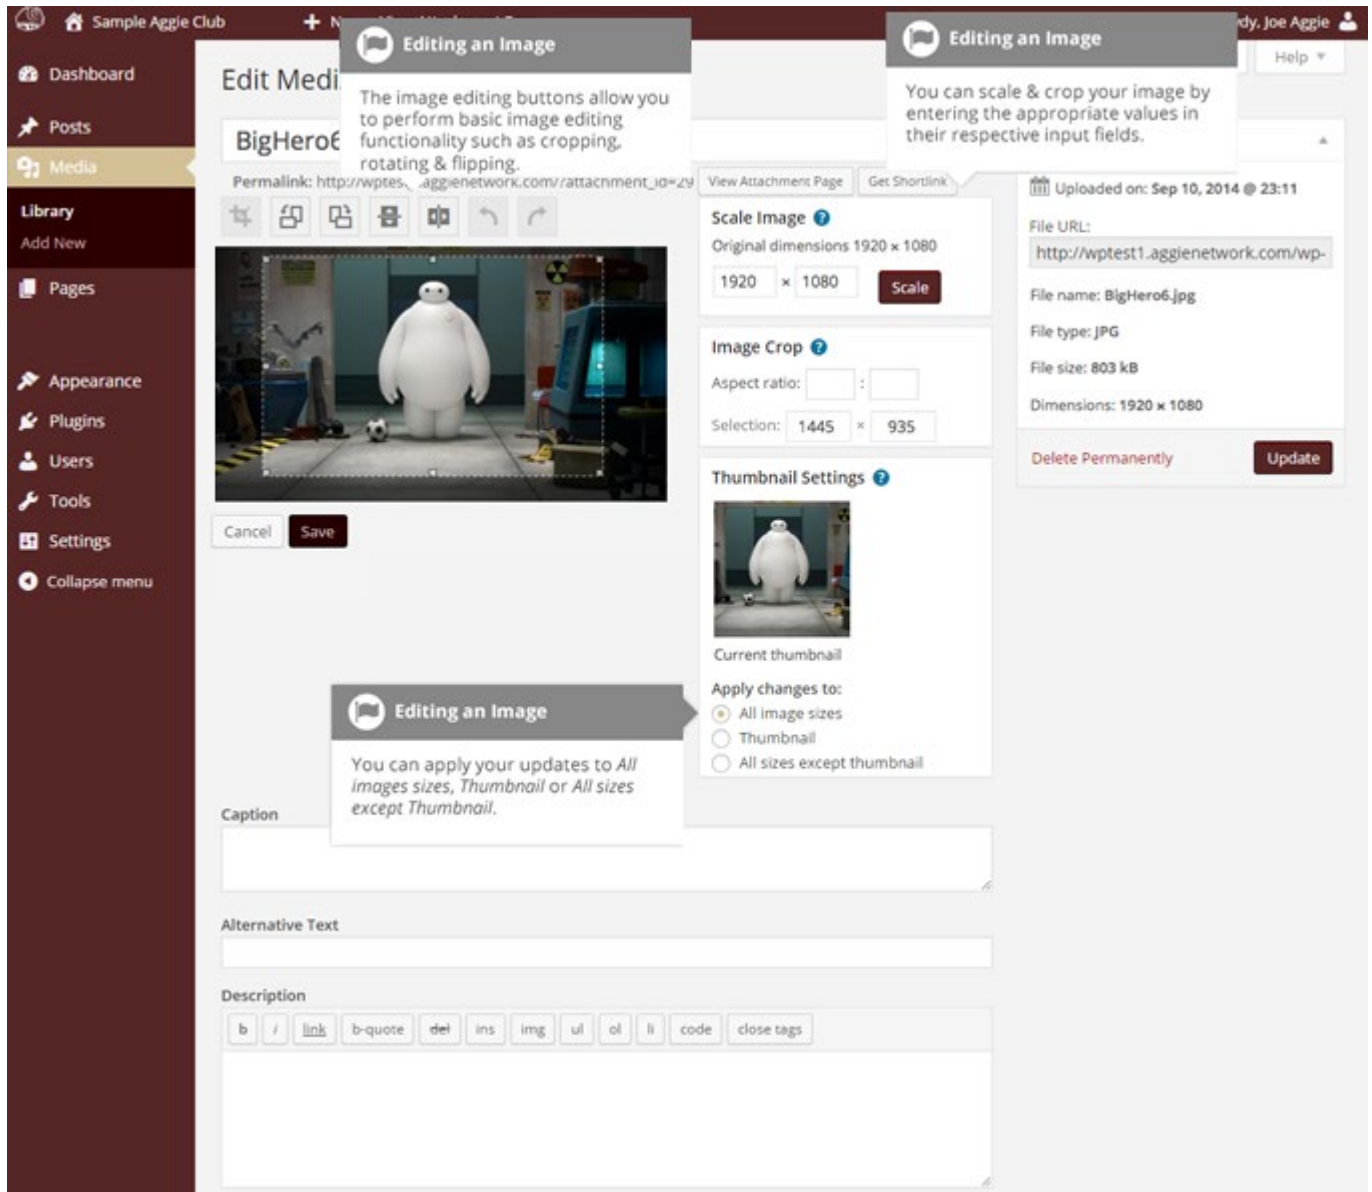 Sample Aggie Club
dy, Joe Aggie
Help
Dashboard
Posts
Media
Library
Add New
Pages
Appearance
Plugins
Users
Tools
Settings
Collapse menu
Editing an Image
The image editing buttons allow you
to perform basic image editing
functionality such as cropping,
rotating & flipping.
Editing an Image
You can scale & crop your image by
entering the appropriate values in
their respective input fields.
Edit Medi
BigHero6
Permalink: http://wptes aggienetwork.com/?attachment_id=29
View Attachment Page
Get Shortlink
Scale Image ?
Original dimensions 1920 × 1080
1920 × 1080 Scale
Image Crop ?
Aspect ratio: :
Selection: 1445 × 935
Thumbnail Settings ?
Current thumbnail
Apply changes to:
All image sizes
Thumbnail
All sizes except thumbnail
Cancel Save
Uploaded on: Sep 10, 2014 @ 23:11
File URL:
http://wptest1.aggienetwork.com/wp-
File name: BigHero6.jpg
File type: JPG
File size: 803 kB
Dimensions: 1920 × 1080
Delete Permanently Update
Editing an Image
You can apply your updates to All
images sizes, Thumbnail or All sizes
except Thumbnail.
Caption
Alternative Text
Description
b i link b-quote del ins img ul ol li code close tags